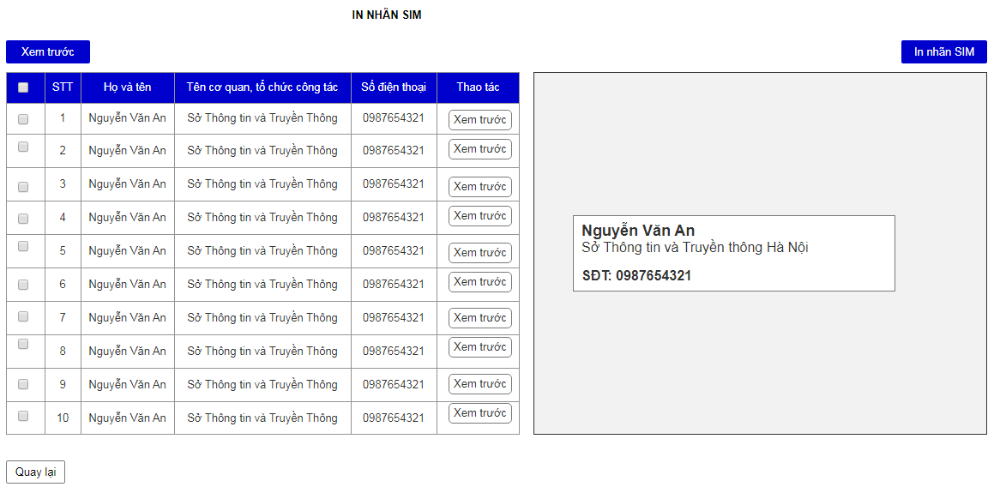 IN NHÃN SIM
Xem trước
In nhãn SIM
STT Họ và tên Tên cơ quan, tổ chức công tác Số điện thoại Thao tác
1 Nguyễn Văn An Sở Thông tin và Truyền Thông 0987654321 Xem trước
2 Nguyễn Văn An Sở Thông tin và Truyền Thông 0987654321 Xem trước
3 Nguyễn Văn An Sở Thông tin và Truyền Thông 0987654321 Xem trước
4 Nguyễn Văn An Sở Thông tin và Truyền Thông 0987654321 Xem trước
5 Nguyễn Văn An Sở Thông tin và Truyền Thông 0987654321 Xem trước
6 Nguyễn Văn An Sở Thông tin và Truyền Thông 0987654321 Xem trước
7 Nguyễn Văn An Sở Thông tin và Truyền Thông 0987654321 Xem trước
8 Nguyễn Văn An Sở Thông tin và Truyền Thông 0987654321 Xem trước
9 Nguyễn Văn An Sở Thông tin và Truyền Thông 0987654321 Xem trước
10 Nguyễn Văn An Sở Thông tin và Truyền Thông 0987654321 Xem trước
Nguyễn Văn An
Sở Thông tin và Truyền thông Hà Nội
SĐT: 0987654321
Quay lại